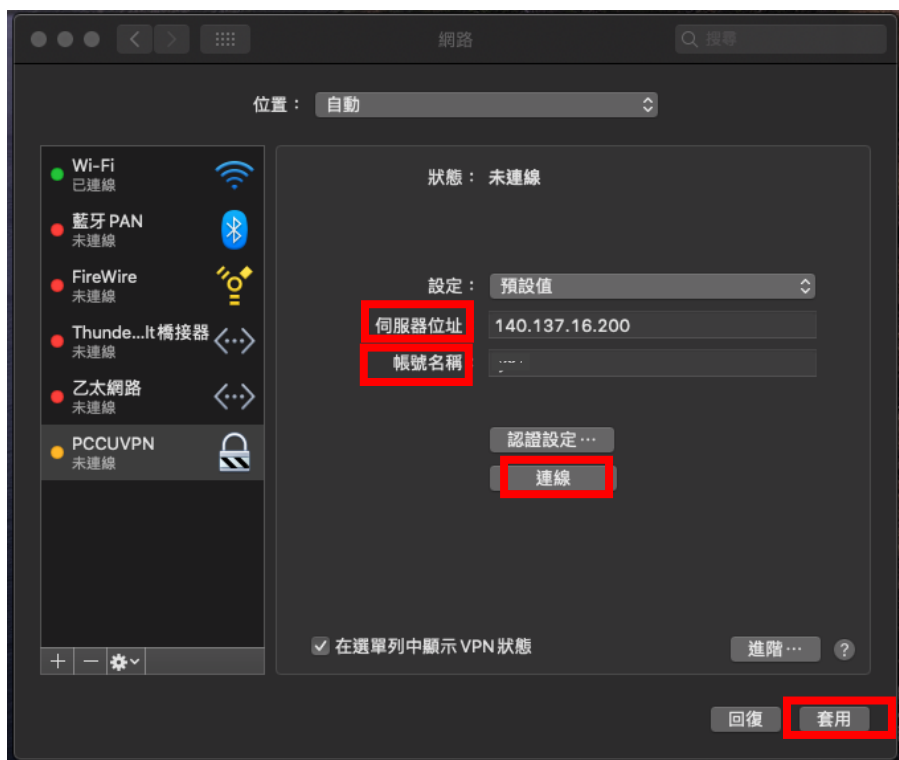 網路
搜尋
位置： 自動
Wi-Fi
已連線
藍牙 PAN
未連線
FireWire
未連線
Thunde...lt橋接器
未連線
乙太網路
未連線
PCCUVPN
未連線
狀態： 未連線
設定： 預設值
伺服器位址 140.137.16.200
帳號名稱：
認證設定⋯
連線
在選單列中顯示 VPN 狀態
進階⋯ ?
回復 套用